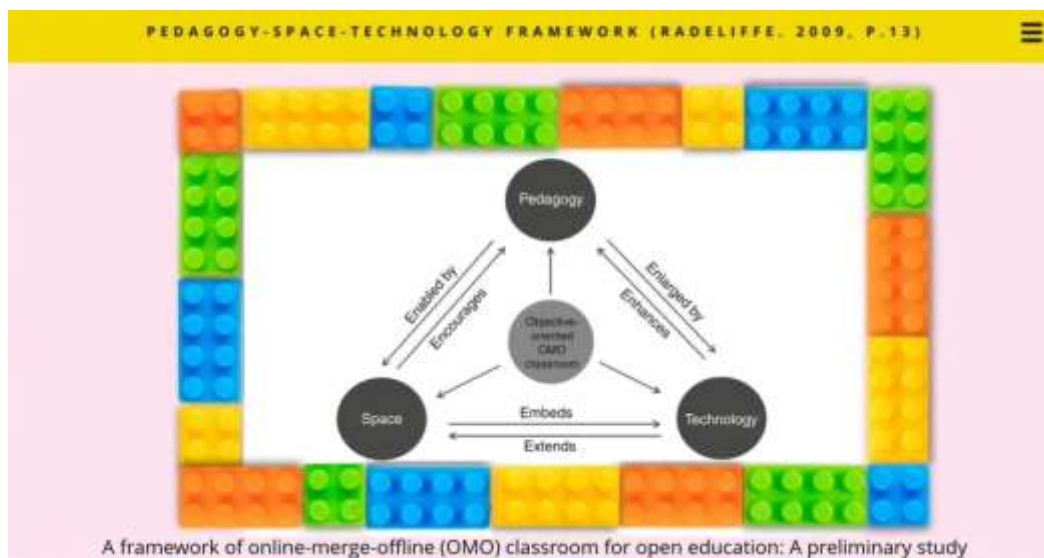 PEDAGOGY-SPACE-TECHNOLOGY FRAMEWORK (RADELIFFE. 2009, P.13)
Pedagogy
Enabled by
Encourages
Enlarged by
Enhances
Objective-
oriented
OMO
classroom
Space
Embeds
Extends
Technology
A framework of online-merge-offline (OMO) classroom for open education: A preliminary study